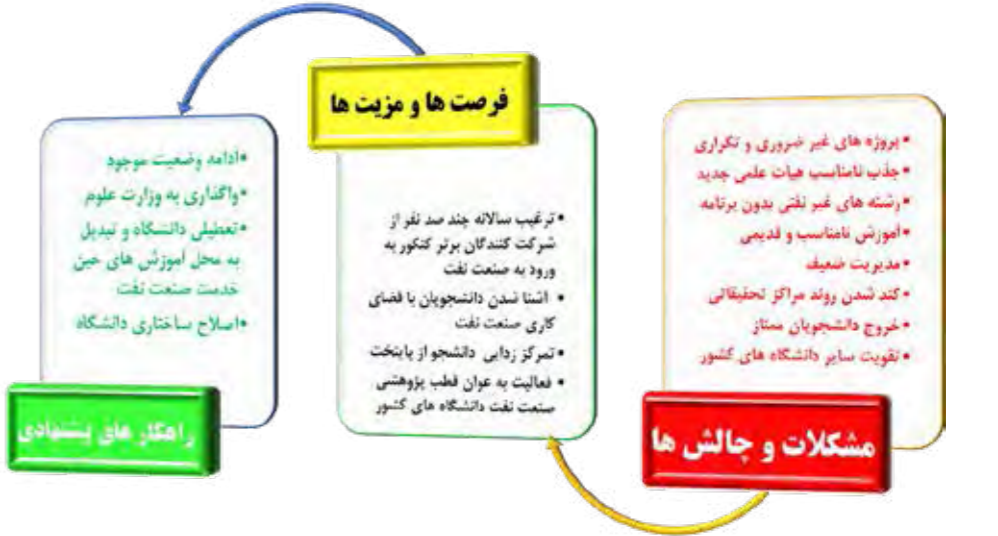 مشکلات و چالش ها
•پروژه های غیر ضروری و تکراری
•جذب نامناسب هیات علمی جدید
•رشته های غیر نفتی بدون برنامه
•آموزش نامناسب و قدیمی
•مدیریت ضعیف
•کند شدن روند مراکز تحقیقاتی
•خروج دانشجویان ممتاز
•تقویت سایر دانشگاه های کشور
فرصت ها و مزیت ها
•ترغیب سالانه چند صد نفر از
شرکت کنندگان برتر کنکور به
ورود به صنعت نفت
• آشنا شدن دانشجویان با فضای
کاری صنعت نفت
•تمرکز زدایی دانشجو از پایتخت
• فعالیت به عوان قطب پژوهشی
صنعت نفت دانشگاه های کشور
•ادامه وضعیت موجود
•واگذاری به وزارت علوم
•تعطیلی دانشگاه و تبدیل
به محل آموزش های حین
خدمت صنعت نفت
•اصلاح ساختاری دانشگاه
راهکار های پیشنهادی